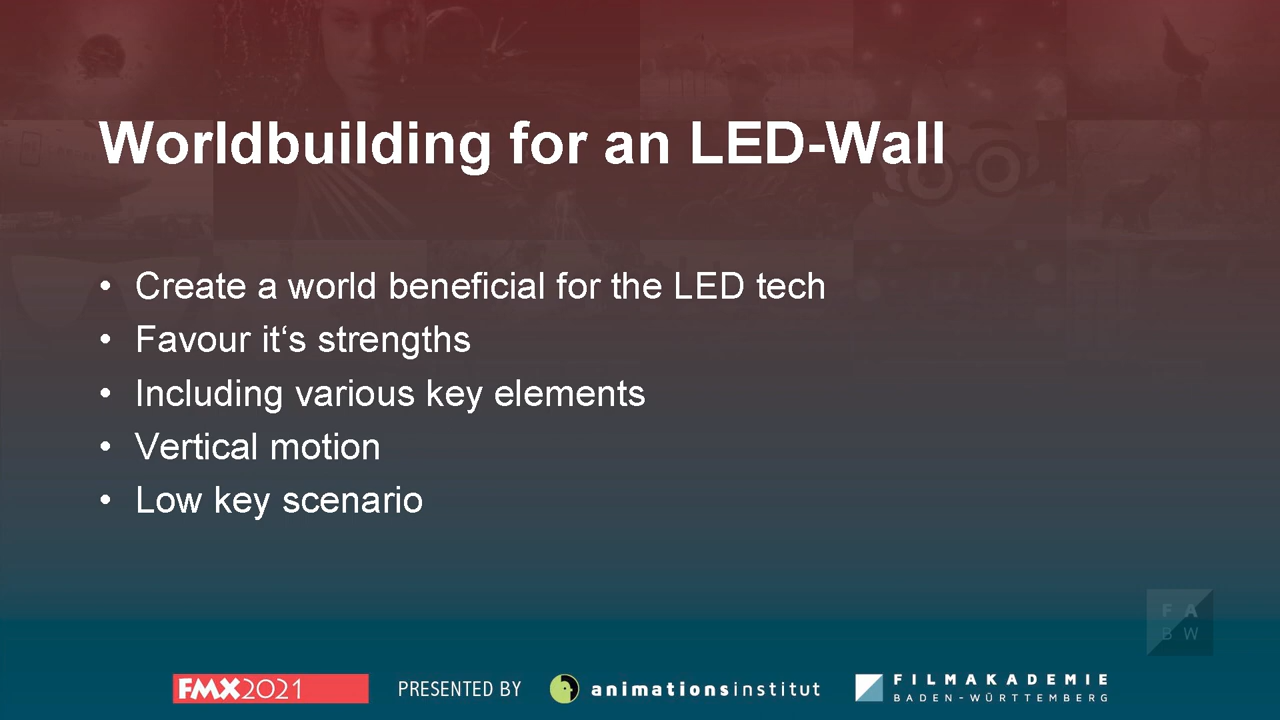 Worldbuilding for an LED-Wall
• Create a world beneficial for the LED tech
• Favour it‘s strengths
• Including various key elements
• Vertical motion
• Low key scenario
F A
B W
FMX2021 PRESENTED BY animationsinstitut FILMAKADEMIE
BADEN-WÜRTTEMBERG